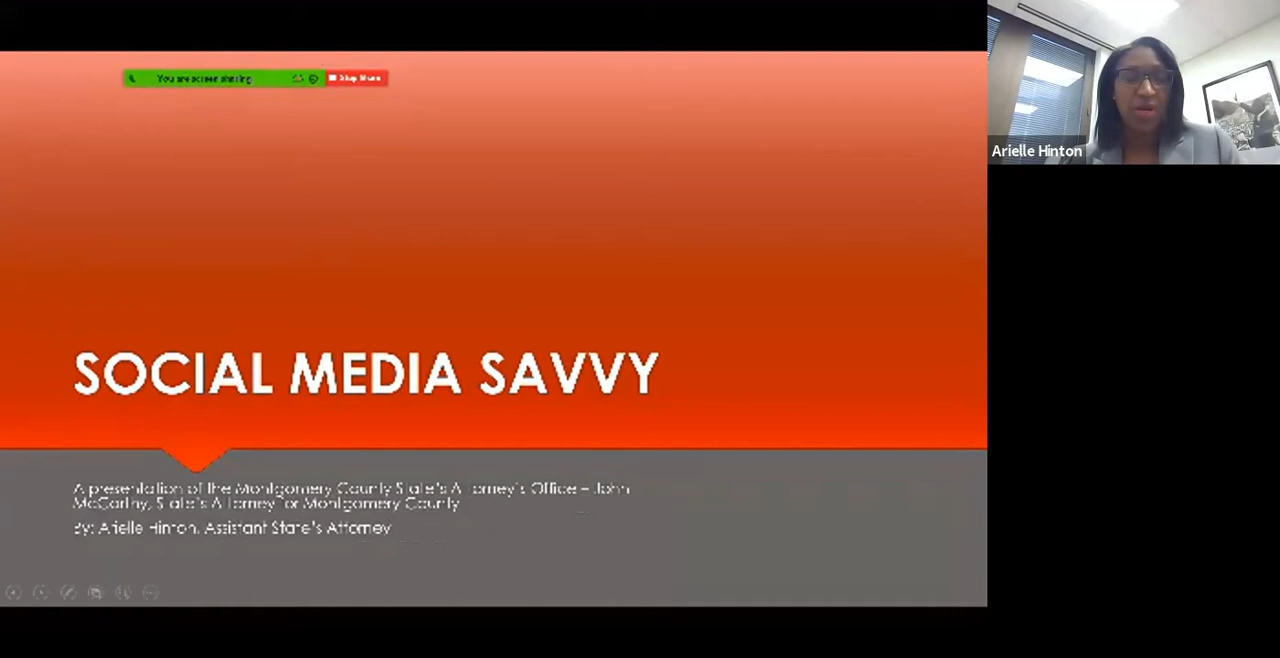 You are screen sharing
Stop Share
Arielle Hinton
SOCIAL MEDIA SAVVY
A presentation of the Montgomery County State's Attorney's Office – John
McCarthy, State's Attorney for Montgomery County
By: Arielle Hinton, Assistant State's Attorney